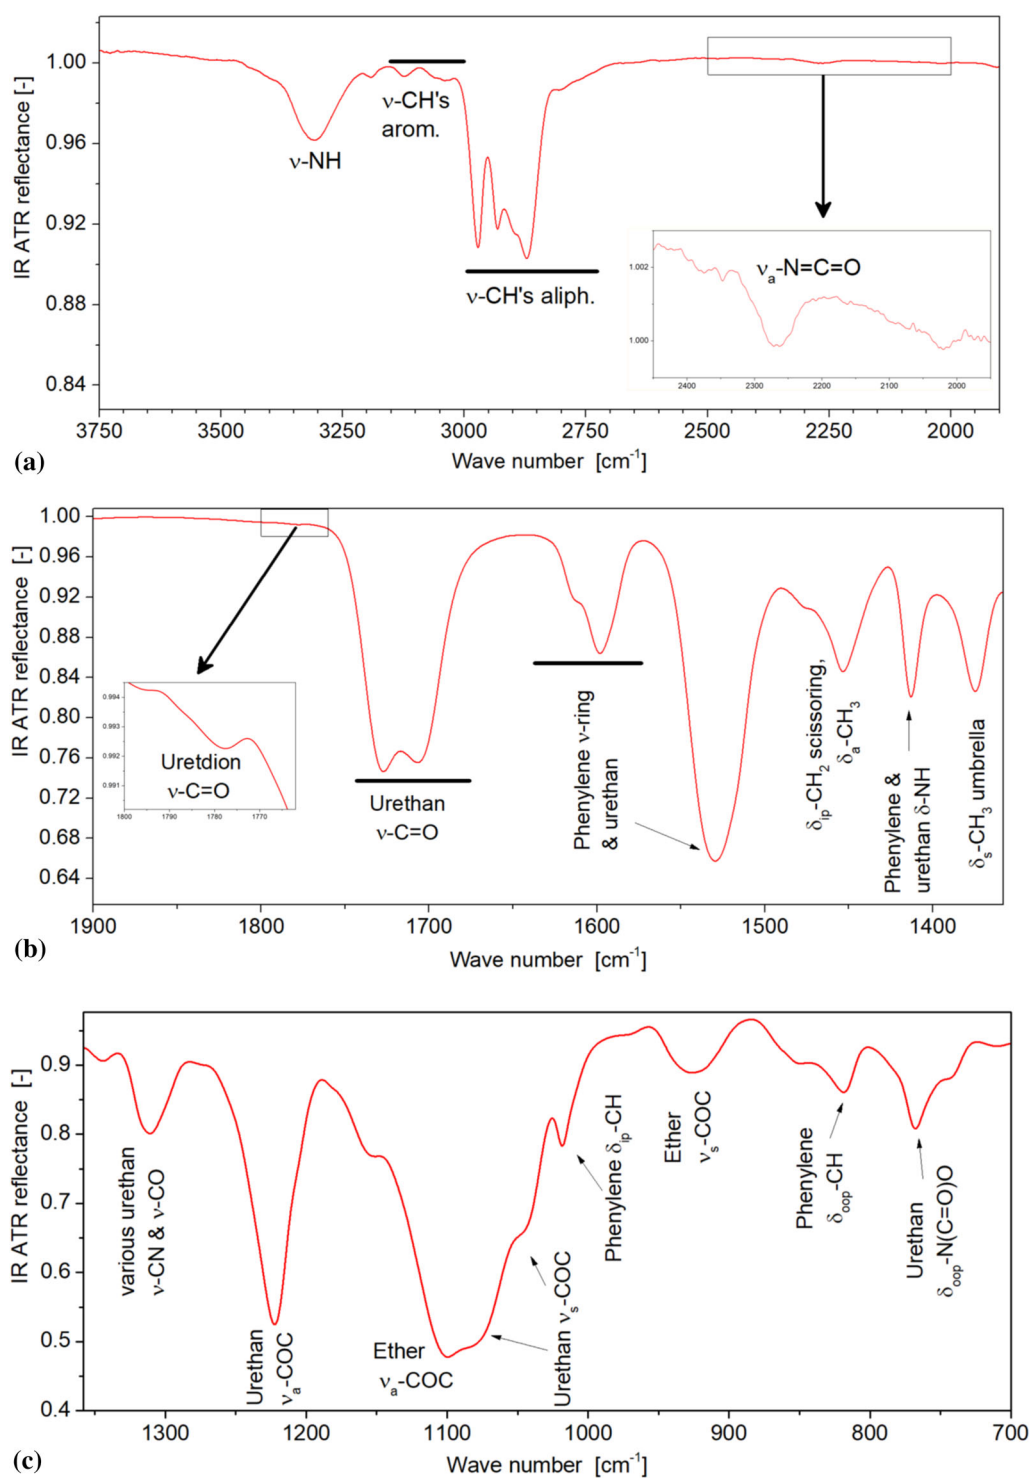 (a)
IR ATR reflectance [-]
1.00
0.96
0.92
0.88
0.84
ν-NH
ν-CH's
arom.
ν-CH's aliph.
νa-N=C=O
1.002
1.000
2400 2300 2200 2100 2000
3750 3500 3250 3000 2750 2500 2250 2000
Wave number [cm-1]
(b)
IR ATR reflectance [-]
1.00
0.96
0.92
0.88
0.84
0.80
0.76
0.72
0.68
0.64
0.994
0.993
0.992
0.991
Uretdion
ν-C=O
1800 1790 1780 1770
Urethan
ν-C=O
Phenylene ν-ring
& urethan
δip-CH2 scissoring,
δa-CH3
Phenylene &
urethan δ-NH
δs-CH3 umbrella
1900 1800 1700 1600 1500 1400
Wave number [cm-1]
(c)
IR ATR reflectance [-]
0.9
0.8
0.7
0.6
0.5
0.4
various urethan
ν-CN & ν-CO
Urethan
νa-COC
Ether
νa-COC
Urethan νs-COC
Phenylene δip-CH
Ether
νs-COC
Phenylene
δoop-CH
Urethan
δoop-N(C=O)O
1300 1200 1100 1000 900 800 700
Wave number [cm-1]